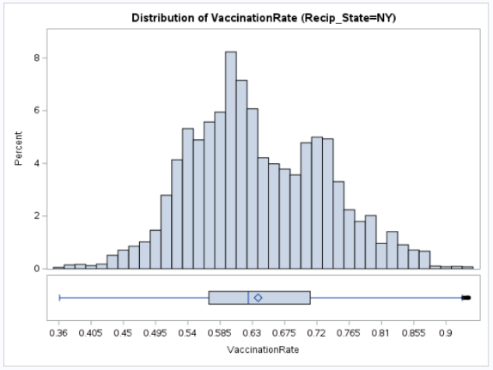 Distribution of VaccinationRate (Recip_State=NY)
8
6
4
2
0
Percent
0.36 0.405 0.45 0.495 0.54 0.585 0.63 0.675 0.72 0.765 0.81 0.855 0.9
VaccinationRate